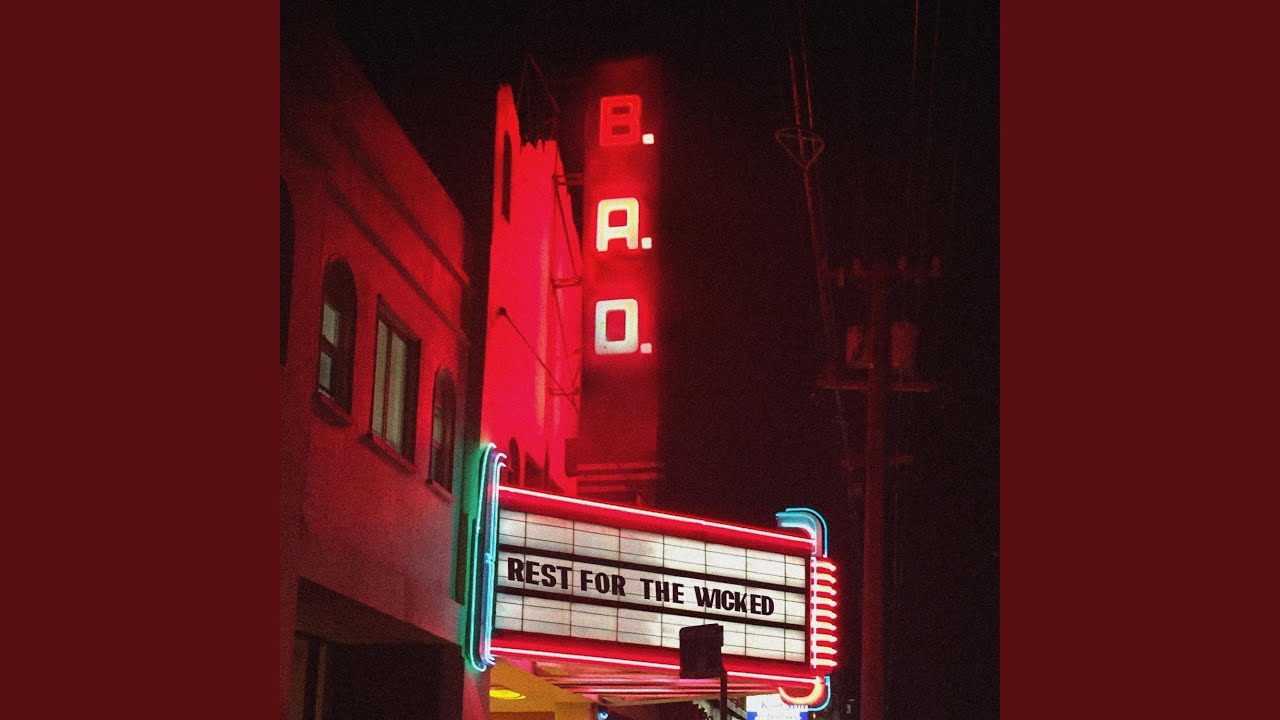 B.
A.
O.
REST FOR THE WICKED